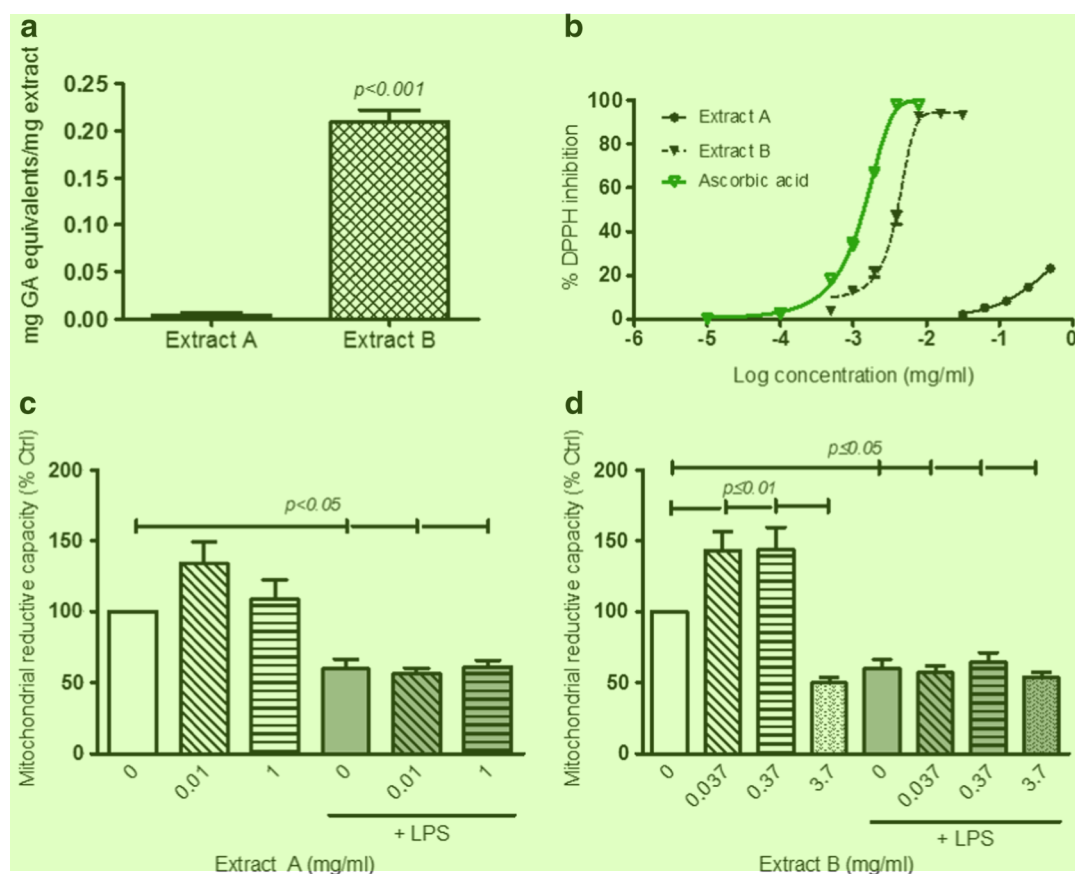 a
mg GA equivalents/mg extract
0.25
0.20
0.15
0.10
0.05
0.00
p<0.001
Extract A
Extract B
b
% DPPH inhibition
100
80
60
40
20
0
Extract A
Extract B
Ascorbic acid
-6
-5
-4
-3
-2
-1
0
Log concentration (mg/ml)
c
Mitochondrial reductive capacity (% Ctrl)
200
150
100
50
0
p<0.05
0
0.01
1
0
0.01
1
+ LPS
Extract A (mg/ml)
d
Mitochondrial reductive capacity (% Ctrl)
200
150
100
50
0
p≤0.05
p≤0.01
0
0.037
0.37
3.7
0
0.037
0.37
3.7
+ LPS
Extract B (mg/ml)